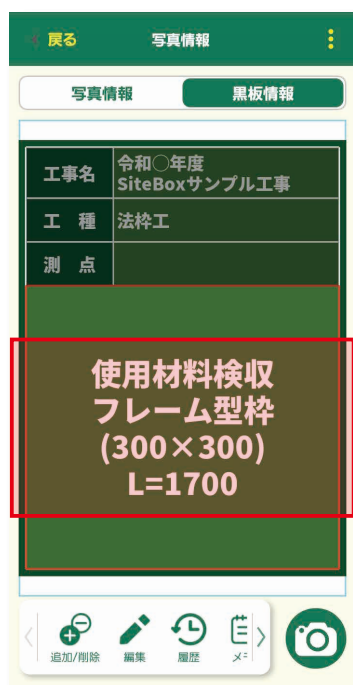 戻る
写真情報
写真情報
黒板情報
工事名
令和○年度
SiteBoxサンプル工事
工 種
法枠工
測 点
使用材料検収
フレーム型枠
(300×300)
L=1700
追加/削除
編集
履歴